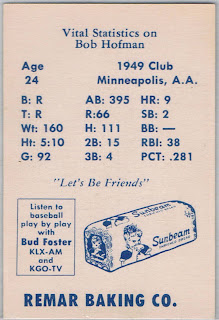 Vital Statistics on
Bob Hofman
Age 1949 Club
24 Minneapolis, A.A.
B: R AB: 395 HR: 9
T: R R:66 SB: 2
Wt: 160 H: 111 BB: —
Ht: 5:10 2B: 15 RBI: 38
G: 92 3B: 4 PCT: .281
"Let's Be Friends"
Listen to
baseball
play by play
with
Bud Foster
KLX-AM
and
KGO-TV
Sunbeam
Sunbeam
REMAR BAKING CO.